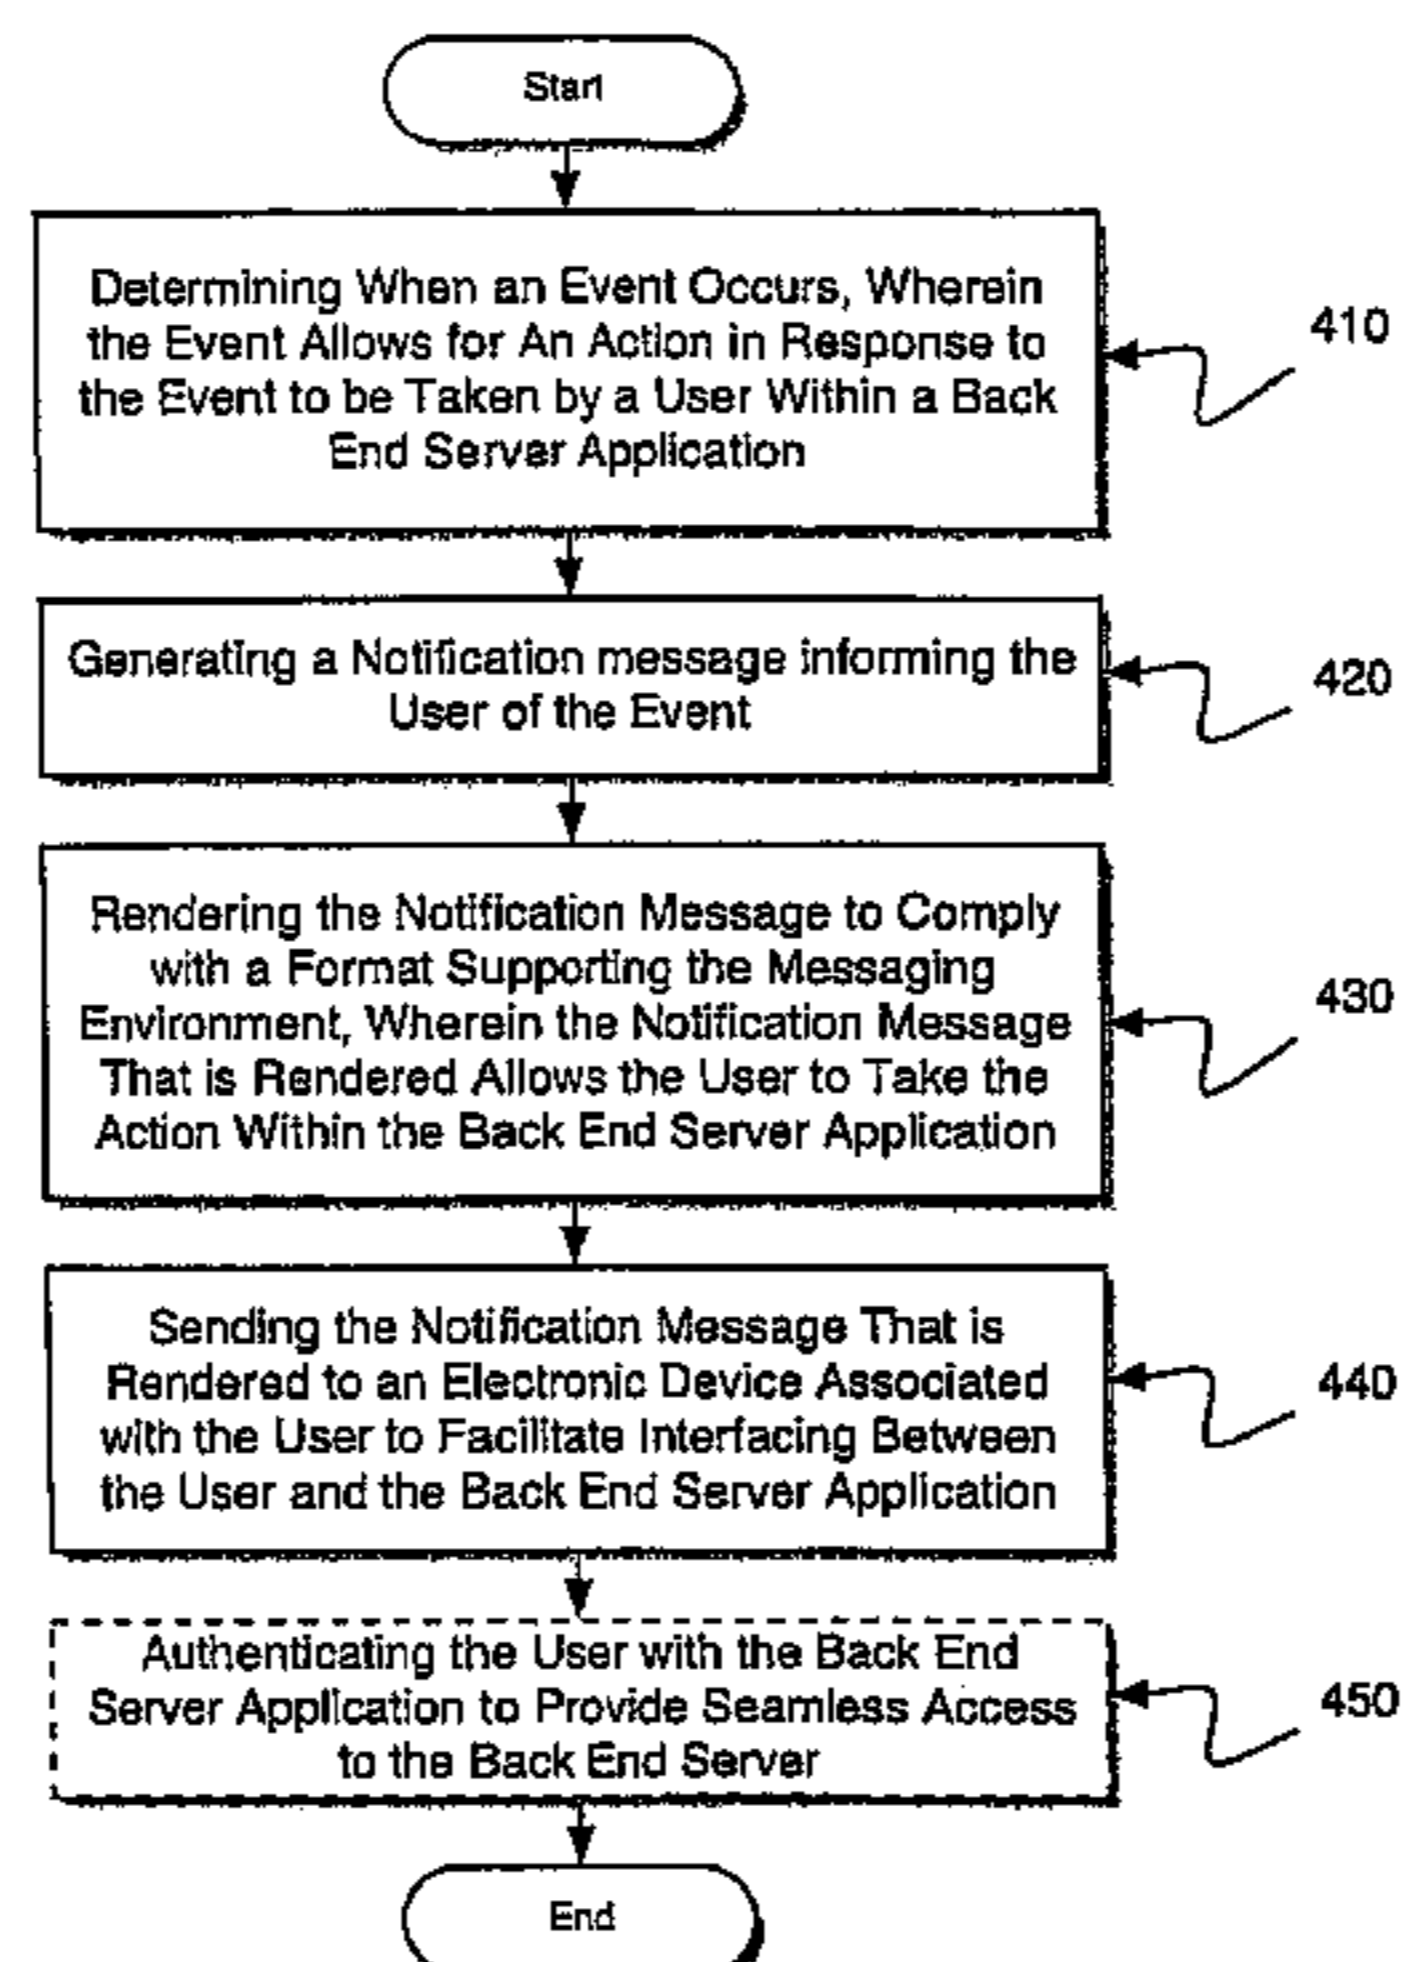 Start
Determining When an Event Occurs, Wherein
the Event Allows for An Action in Response to
the Event to be Taken by a User Within a Back
End Server Application
410
Generating a Notification message informing the
User of the Event
420
Rendering the Notification Message to Comply
with a Format Supporting the Messaging
Environment, Wherein the Notification Message
That is Rendered Allows the User to Take the
Action Within the Back End Server Application
430
Sending the Notification Message That is
Rendered to an Electronic Device Associated
with the User to Facilitate Interfacing Between
the User and the Back End Server Application
440
Authenticating the User with the Back End
Server Application to Provide Seamless Access
to the Back End Server
450
End